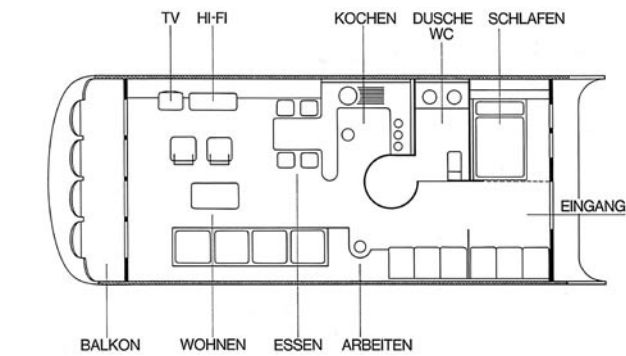 TV
HI-FI
KOCHEN
DUSCHE
WC
SCHLAFEN
EINGANG
BALKON
WOHNEN
ESSEN
ARBEITEN